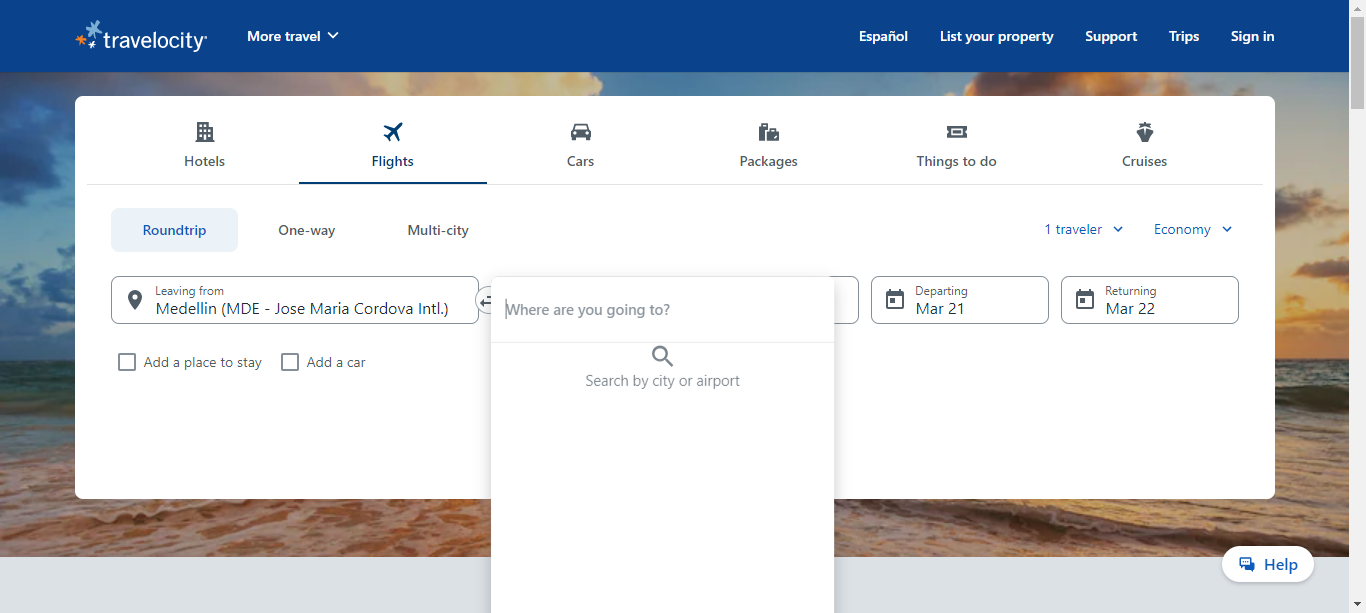 travelocity
More travel
Español
List your property
Support
Trips
Sign in
Hotels
Flights
Cars
Packages
Things to do
Cruises
Roundtrip
One-way
Multi-city
1 traveler
Economy
Leaving from
Medellin (MDE - Jose Maria Cordova Intl.)
Where are you going to?
Departing
Mar 21
Returning
Mar 22
Add a place to stay
Add a car
Search by city or airport
Help